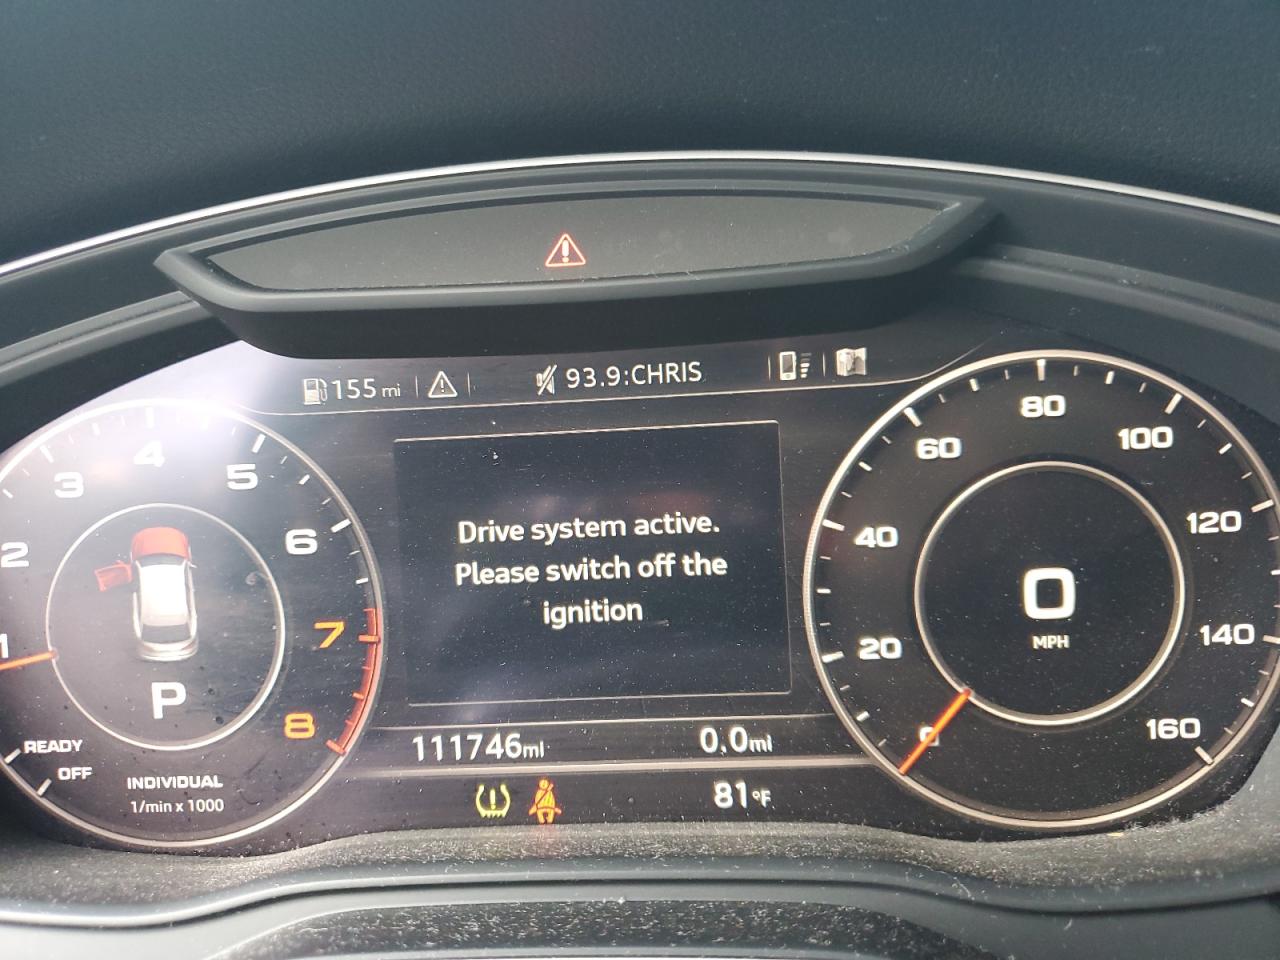 155 mi
93.9:CHRIS
1
2
3
4
5
6
7
8
P
READY
OFF
INDIVIDUAL
1/min x 1000
Drive system active.
Please switch off the
ignition
111746mi
0.0mi
81°F
0
20
40
60
80
100
120
140
160
0
MPH